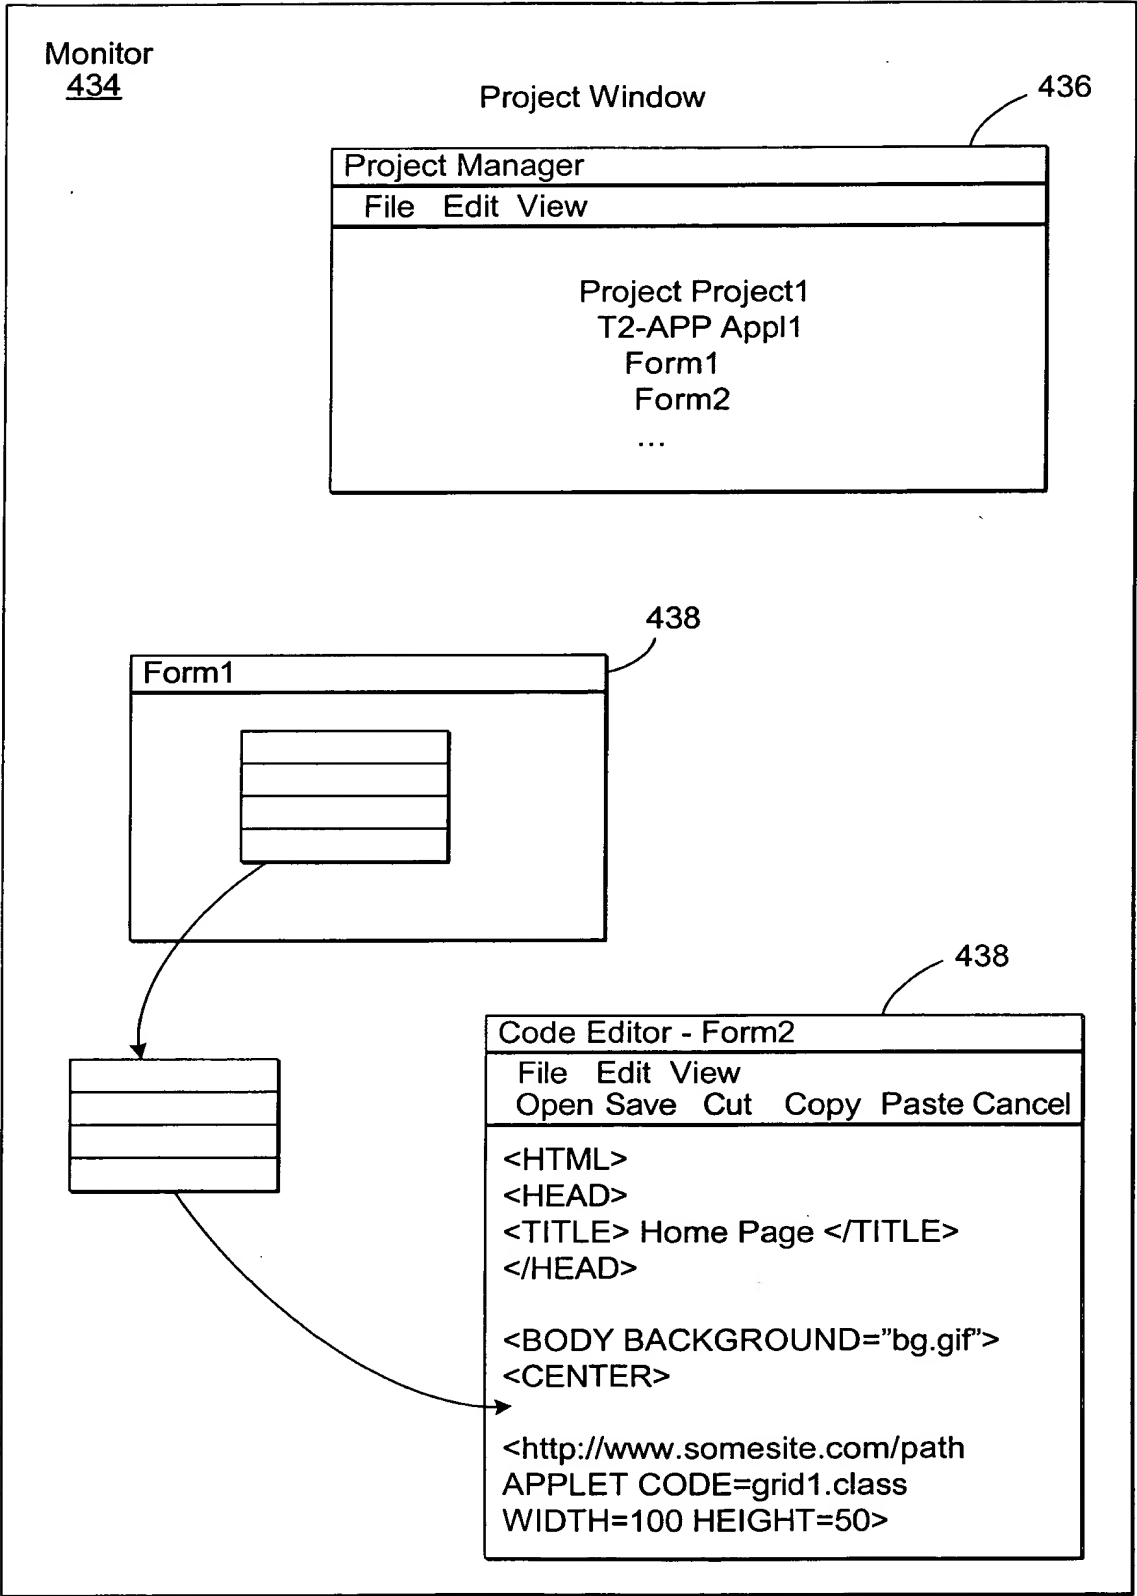 Monitor
434
Project Window
436
Project Manager
File Edit View
Project Project1
T2-APP Appl1
Form1
Form2
...
438
Form1
438
Code Editor - Form2
File Edit View
Open Save Cut Copy Paste Cancel
<HTML>
<HEAD>
<TITLE> Home Page </TITLE>
</HEAD>
<BODY BACKGROUND="bg.gif">
<CENTER>
<http://www.somesite.com/path
APPLET CODE=grid1.class
WIDTH=100 HEIGHT=50>